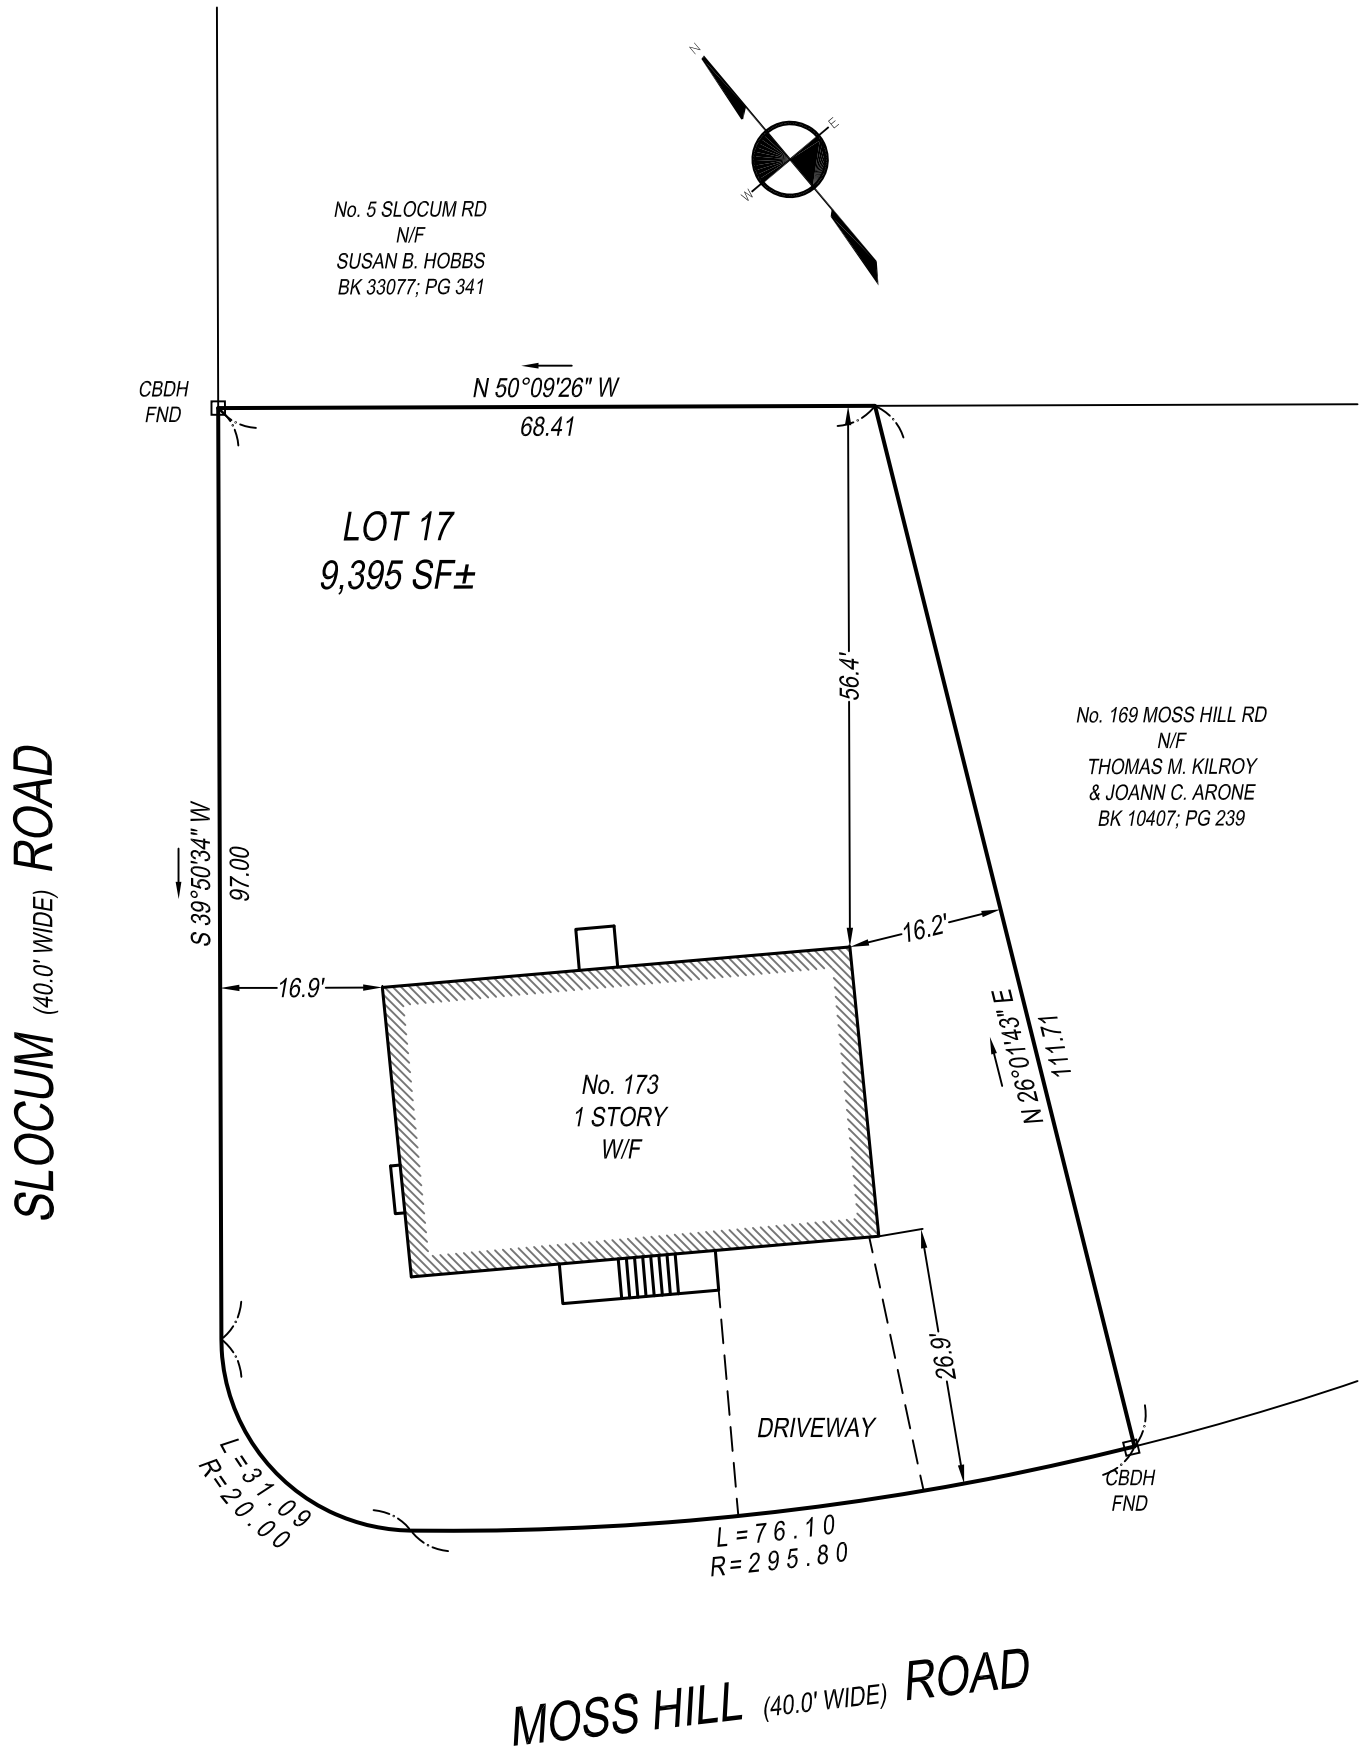 N
E
W
No. 5 SLOCUM RD
N/F
SUSAN B. HOBBS
BK 33077; PG 341
CBDH
FND
N 50°09'26" W
68.41
LOT 17
9,395 SF±
56.4'
No. 169 MOSS HILL RD
N/F
THOMAS M. KILROY
& JOANN C. ARONE
BK 10407; PG 239
SLOCUM (40.0' WIDE) ROAD
S 39°50'34" W
97.00
16.2'
16.9'
N 26°01'43" E
111.71
No. 173
1 STORY
W/F
26.9'
DRIVEWAY
L=31.09
R=20.00
CBDH
FND
L=76.10
R=295.80
MOSS HILL (40.0' WIDE) ROAD